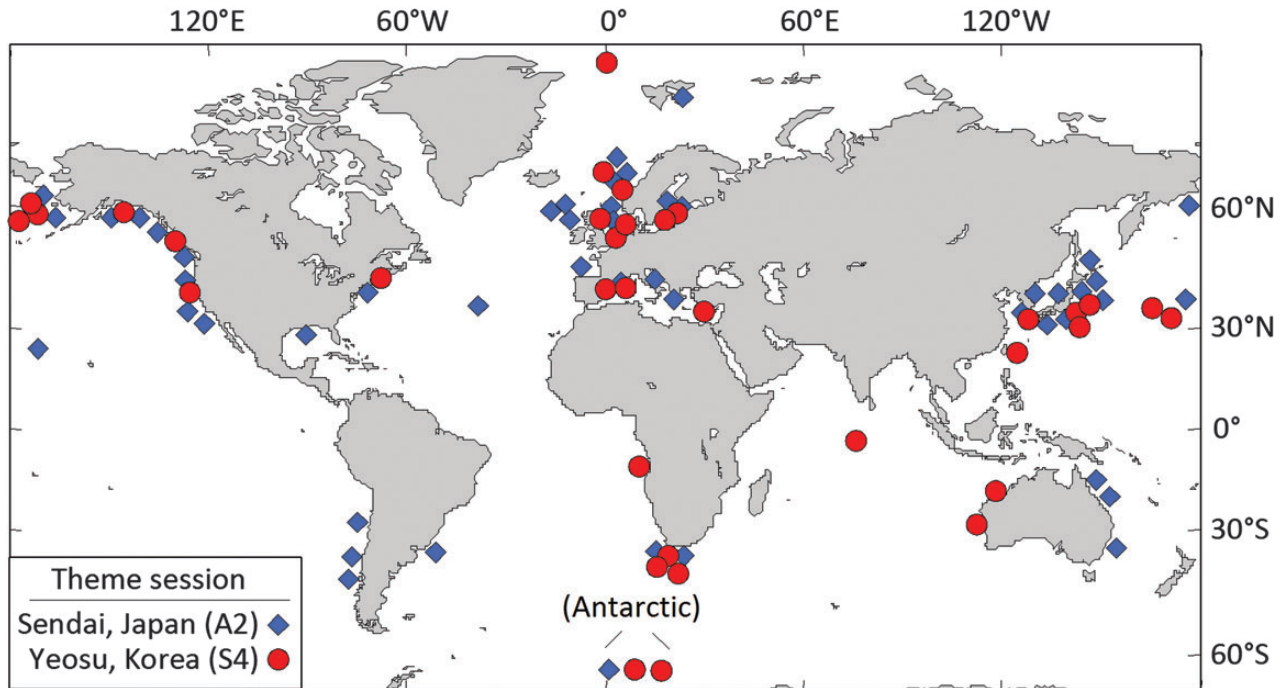 120°E 60°W 0° 60°E 120°W
60°N
30°N
0°
30°S
(Antarctic)
60°S
Theme session
Sendai, Japan (A2)
Yeosu, Korea (S4)